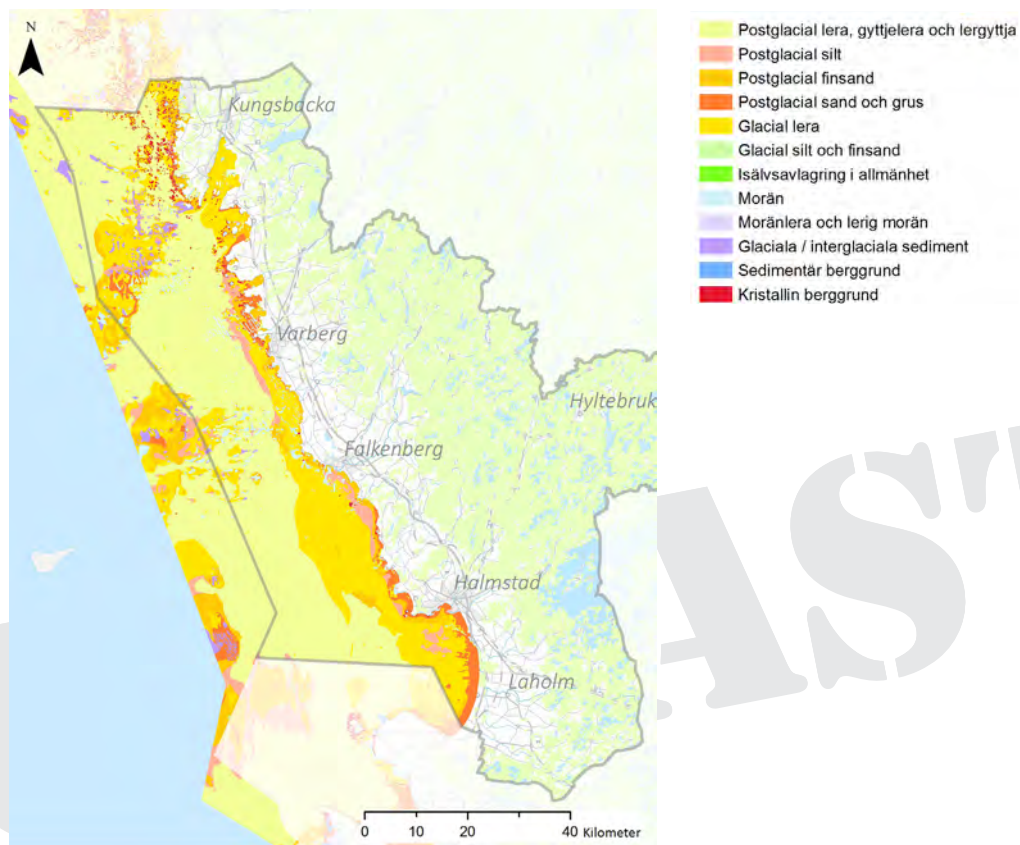 N
Kungsbacka
Varberg
Hyltebruk
Falkenberg
Halmstad
Laholm
0 10 20 40 Kilometer
Postglacial lera, gyttjelera och lergyttja
Postglacial silt
Postglacial finsand
Postglacial sand och grus
Glacial lera
Glacial silt och finsand
Isälvsavlagring i allmänhet
Morän
Moränlera och lerig morän
Glaciala / interglaciala sediment
Sedimentär berggrund
Kristallin berggrund
AST